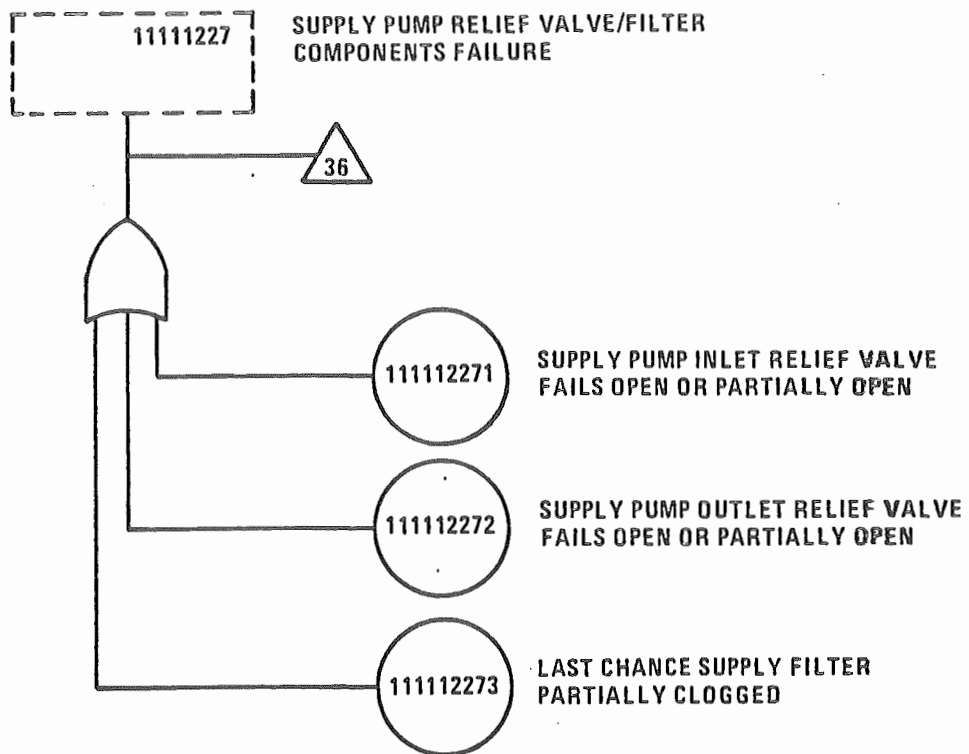 11111227
SUPPLY PUMP RELIEF VALVE/FILTER
COMPONENTS FAILURE
36
111112271
SUPPLY PUMP INLET RELIEF VALVE
FAILS OPEN OR PARTIALLY OPEN
111112272
SUPPLY PUMP OUTLET RELIEF VALVE
FAILS OPEN OR PARTIALLY OPEN
111112273
LAST CHANCE SUPPLY FILTER
PARTIALLY CLOGGED